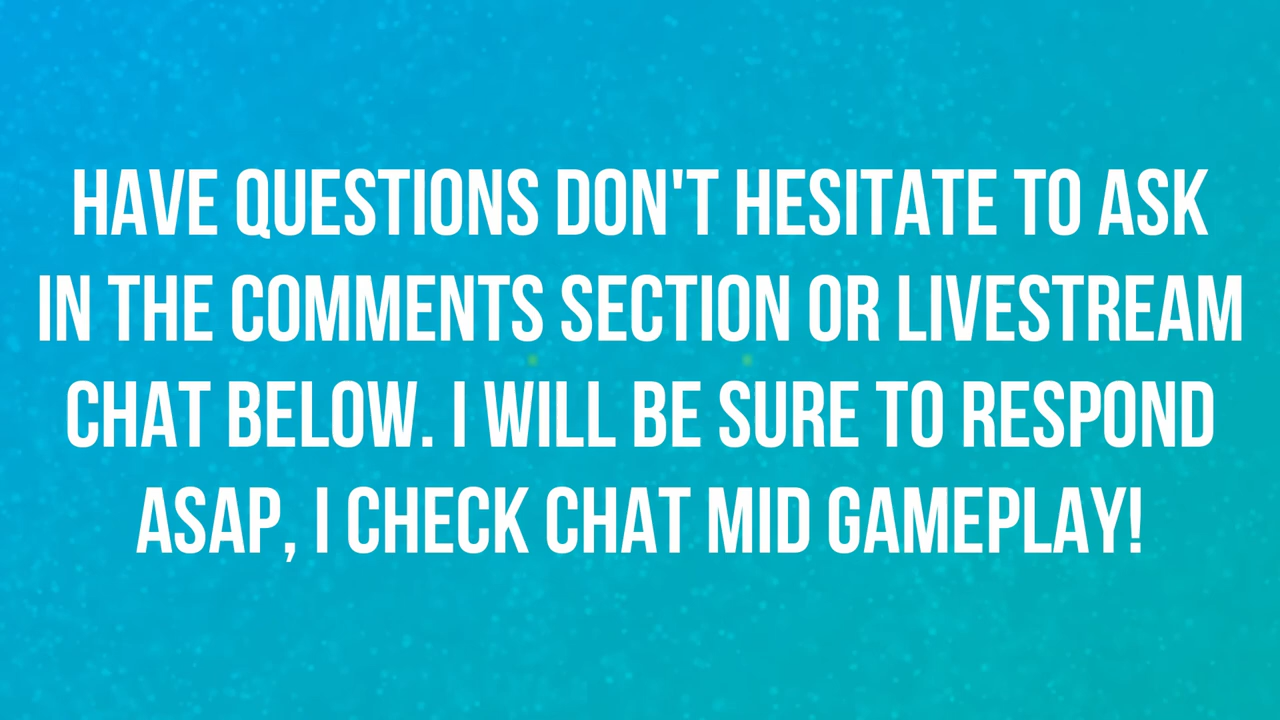 HAVE QUESTIONS DON'T HESITATE TO ASK
IN THE COMMENTS SECTION OR LIVESTREAM
CHAT BELOW. I WILL BE SURE TO RESPOND
ASAP, I CHECK CHAT MID GAMEPLAY!